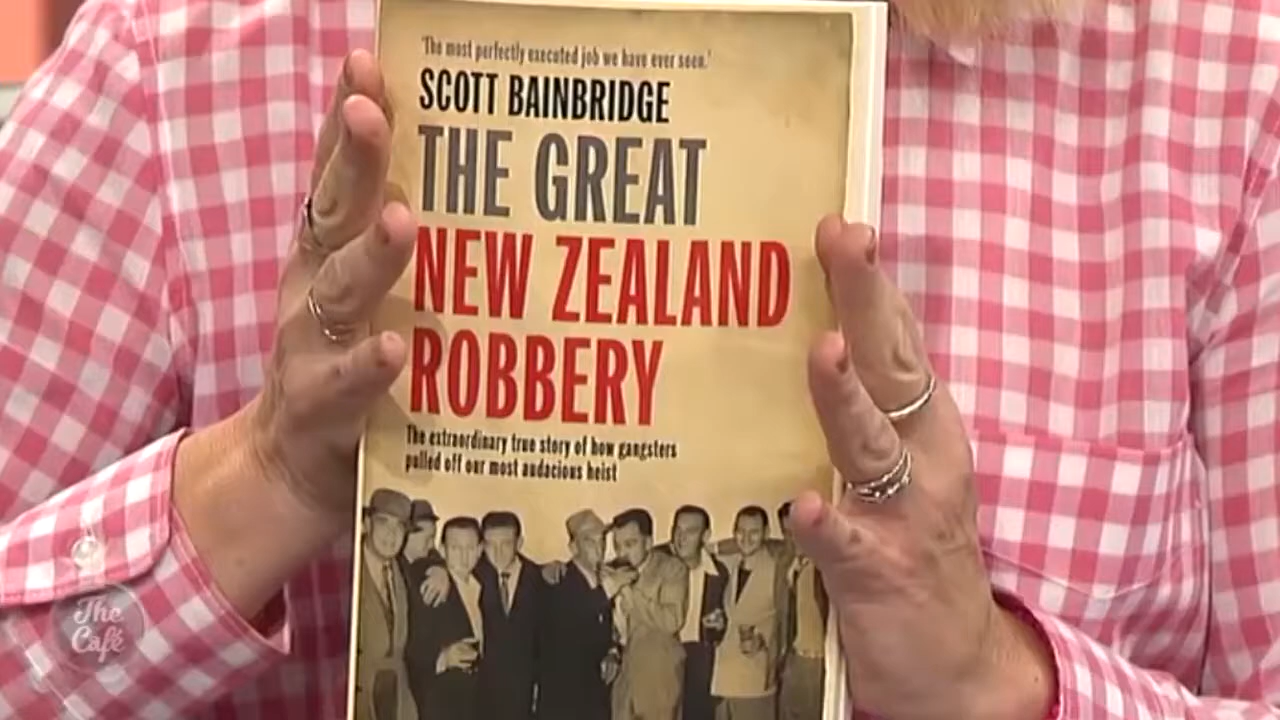 'The most perfectly executed job we have ever seen.'
SCOTT BAINBRIDGE
THE GREAT
NEW ZEALAND
ROBBERY
The extraordinary true story of how gangsters
pulled off our most audacious heist
The
Café